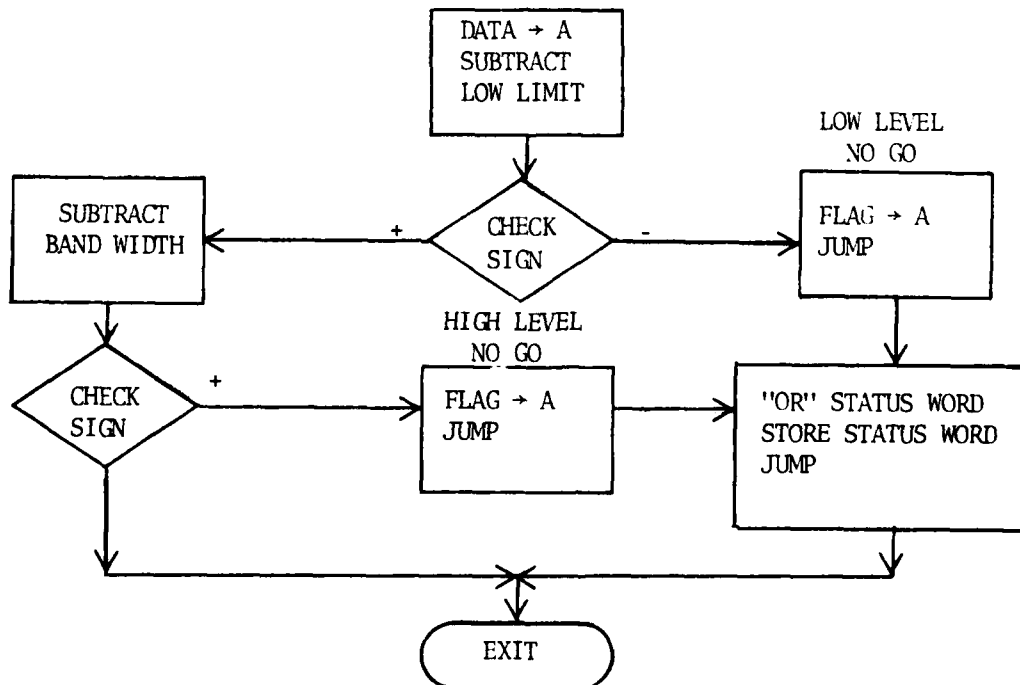 DATA → A
SUBTRACT
LOW LIMIT
LOW LEVEL
NO GO
SUBTRACT
BAND WIDTH
+
CHECK
SIGN
-
FLAG → A
JUMP
HIGH LEVEL
NO GO
CHECK
SIGN
+
FLAG → A
JUMP
"OR" STATUS WORD
STORE STATUS WORD
JUMP
EXIT